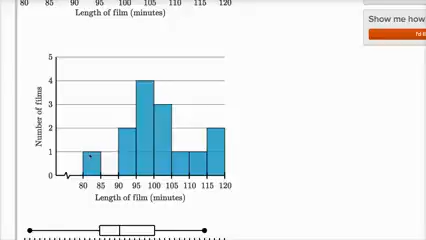 80 85 90 95 100 105 110 115 120
Length of film (minutes)
Show me how
I'd li
5
4
3
2
1
0
Number of films
80 85 90 95 100 105 110 115 120
Length of film (minutes)